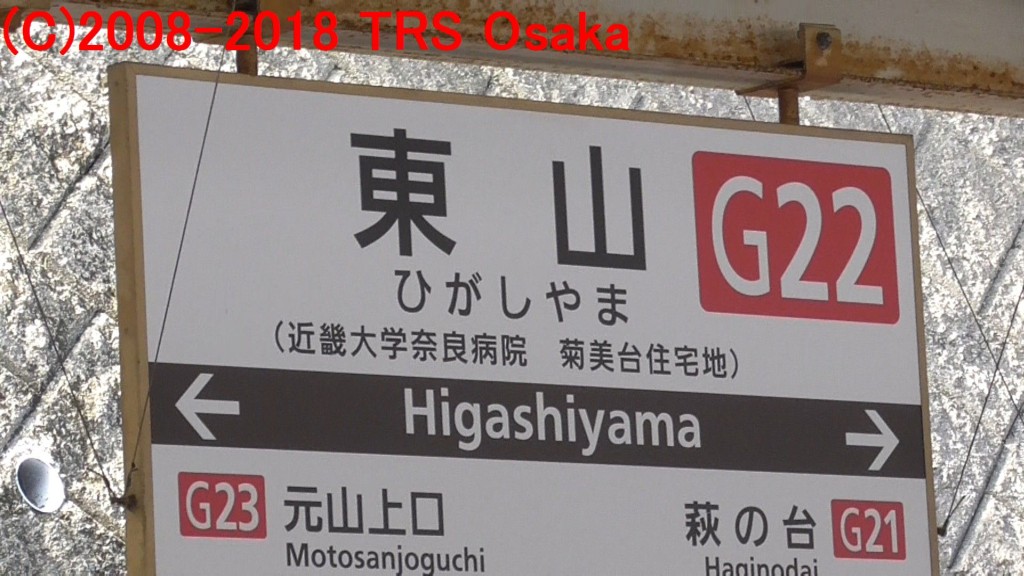 (C)2008-2018 TRS Osaka
東山
G22
ひがしやま
(近畿大学奈良病院 菊美台住宅地)
← Higashiyama →
G23 元山上口
Motosanjoguchi
萩の台 G21
Haginodai